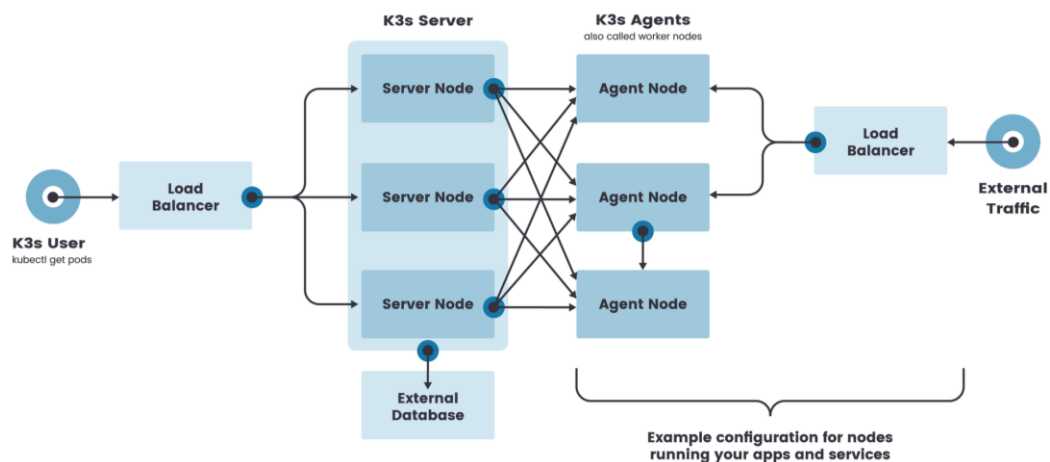 K3s Server
K3s Agents
also called worker nodes
Server Node
Agent Node
Load
Balancer
External
Traffic
Load
Balancer
Server Node
Agent Node
K3s User
kubectl get pods
Server Node
Agent Node
External
Database
Example configuration for nodes
running your apps and services